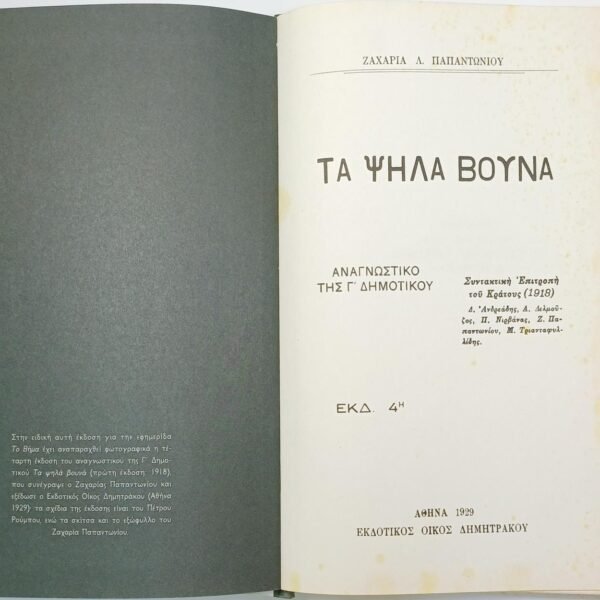 Στην ειδική αυτή έκδοση για την εφημερίδα
Το Βήμα έχει αναπαραχθεί φωτογραφικά η τέ-
ταρτη έκδοση του αναγνωστικού της Γ΄ Δημο-
τικού Τα ψηλά βουνά (πρώτη έκδοση: 1918),
που συνέγραψε ο Ζαχαρίας Παπαντωνίου και
εξέδωσε ο Εκδοτικός Οίκος Δημητράκου (Αθήνα
1929)· τα σχέδια της έκδοσης είναι του Πέτρου
Ρούμπου, ενώ τα σκίτσα και το εξώφυλλο του
Ζαχαρία Παπαντωνίου.
ΖΑΧΑΡΙΑ Λ. ΠΑΠΑΝΤΩΝΙΟΥ
ΤΑ ΨΗΛΑ ΒΟΥΝΑ
ΑΝΑΓΝΩΣΤΙΚΟ
ΤΗΣ Γ΄ ΔΗΜΟΤΙΚΟΥ
Συντακτικὴ Ἐπιτροπὴ
τοῦ Κράτους (1918)
Δ. Ἀνδρεάδης, Α. Δελμοῦ-
ζος, Π. Νιρβάνας, Ζ. Πα-
παντωνίου, Μ. Τριανταφυλ-
λίδης.
ΕΚΔ. 4Η
ΑΘΗΝΑ 1929
ΕΚΔΟΤΙΚΟΣ ΟΙΚΟΣ ΔΗΜΗΤΡΑΚΟΥ